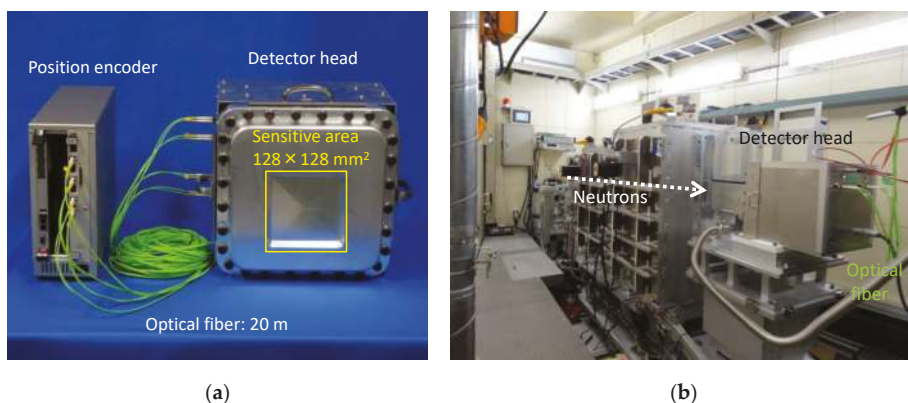 Position encoder
Detector head
Sensitive area
128 × 128 mm²
Optical fiber: 20 m
(a)
Detector head
Neutrons
Optical
fiber
(b)